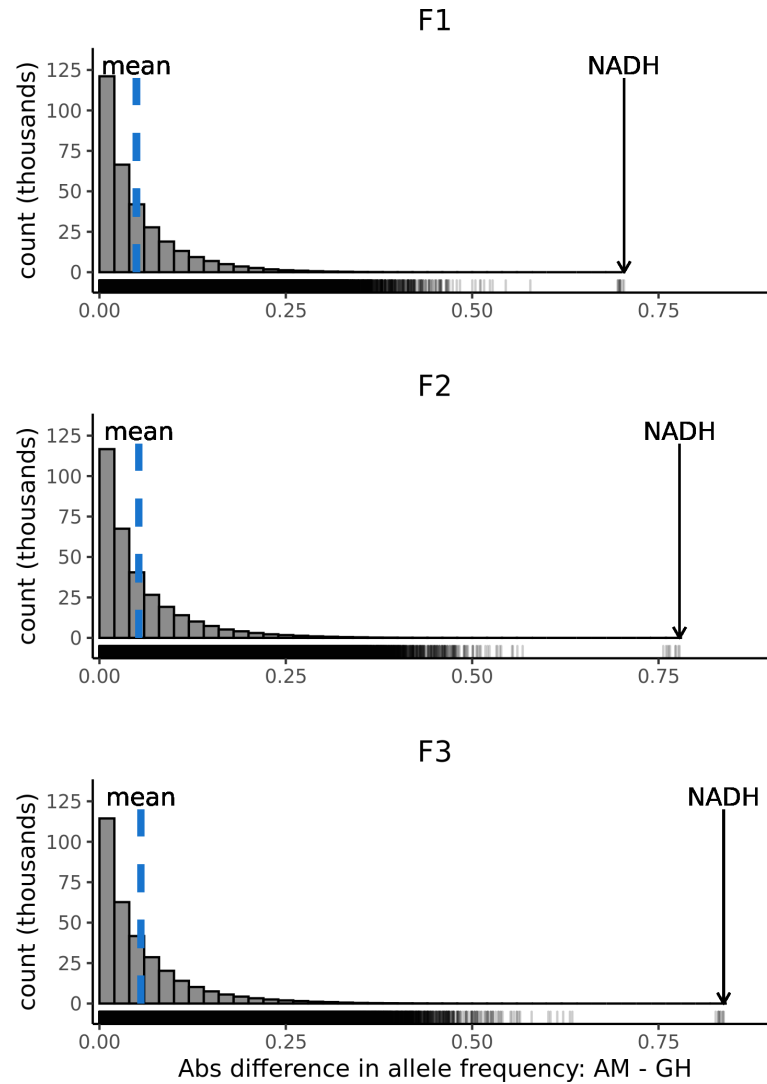 F1
mean NADH
125
100
75
50
25
0
count (thousands)
0.00 0.25 0.50 0.75
F2
mean NADH
125
100
75
50
25
0
count (thousands)
0.00 0.25 0.50 0.75
F3
mean NADH
125
100
75
50
25
0
count (thousands)
0.00 0.25 0.50 0.75
Abs difference in allele frequency: AM - GH